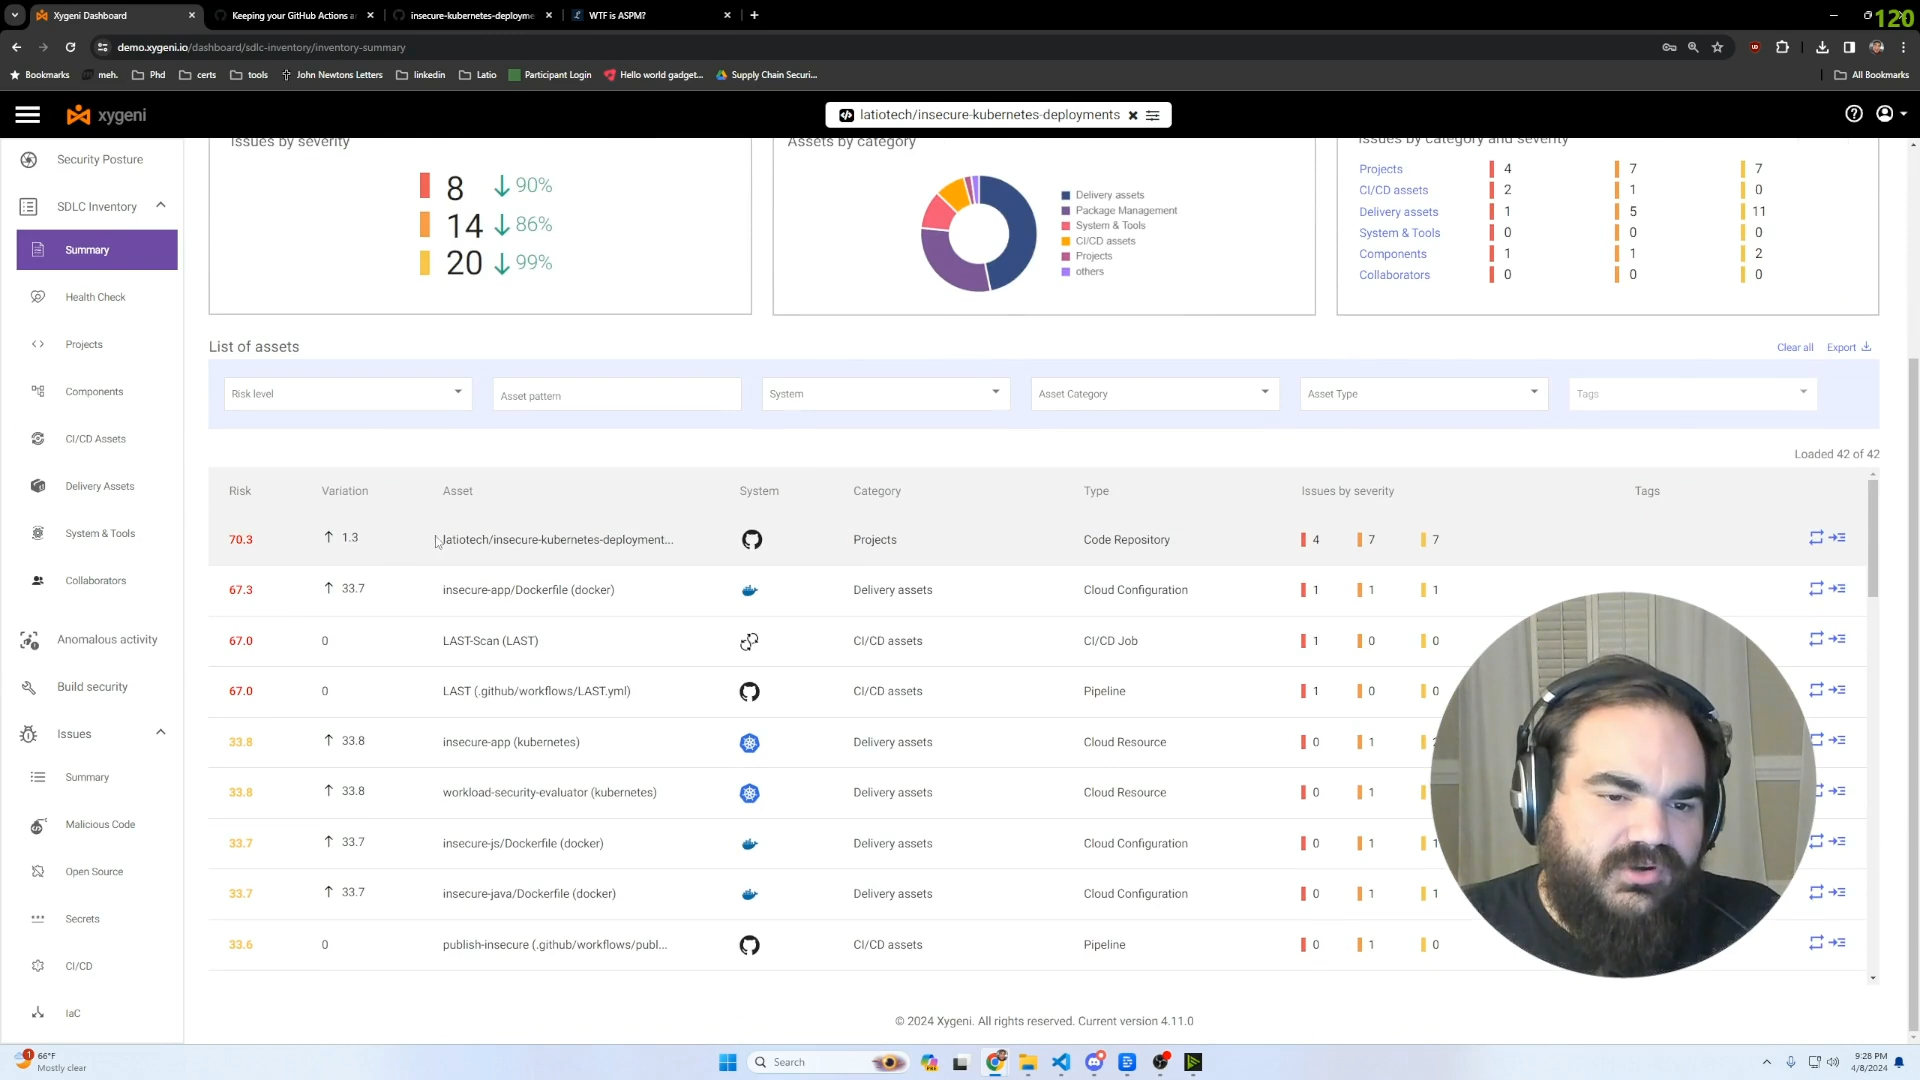 Xygeni Dashboard
Keeping your GitHub Actions a
insecure-kubernetes-deployme
WTF is ASPM?
120
demo.xygeni.io/dashboard/sdlc-inventory/inventory-summary
Bookmarks
meh.
Phd
certs
tools
John Newtons Letters
linkedin
Latio
Participant Login
Hello world gadget...
Supply Chain Securi...
All Bookmarks
xygeni
latiotech/insecure-kubernetes-deployments
Security Posture
SDLC Inventory
Summary
Health Check
Projects
Components
CI/CD Assets
Delivery Assets
System & Tools
Collaborators
Anomalous activity
Build security
Issues
Summary
Malicious Code
Open Source
Secrets
CI/CD
IaC
Issues by severity
8 90%
14 86%
20 99%
Assets by category
Delivery assets
Package Management
System & Tools
CI/CD assets
Projects
others
Issues by category and severity
Projects 4 7 7
CI/CD assets 2 1 0
Delivery assets 1 5 11
System & Tools 0 0 0
Components 1 1 2
Collaborators 0 0 0
List of assets
Clear all Export
Risk level
Asset pattern
System
Asset Category
Asset Type
Tags
Loaded 42 of 42
Risk Variation Asset System Category Type Issues by severity Tags
70.3 1.3 latiotech/insecure-kubernetes-deployment... Projects Code Repository 4 7 7
67.3 33.7 insecure-app/Dockerfile (docker) Delivery assets Cloud Configuration 1 1 1
67.0 0 LAST-Scan (LAST) CI/CD assets CI/CD Job 1 0 0
67.0 0 LAST (.github/workflows/LAST.yml) CI/CD assets Pipeline 1 0 0
33.8 33.8 insecure-app (kubernetes) Delivery assets Cloud Resource 0 1
33.8 33.8 workload-security-evaluator (kubernetes) Delivery assets Cloud Resource 0 1
33.7 33.7 insecure-js/Dockerfile (docker) Delivery assets Cloud Configuration 0 1 1
33.7 33.7 insecure-java/Dockerfile (docker) Delivery assets Cloud Configuration 0 1 1
33.6 0 publish-insecure (.github/workflows/publ... CI/CD assets Pipeline 0 1 0
© 2024 Xygeni. All rights reserved. Current version 4.11.0
1
66°F
Mostly clear
Search
9:28 PM
4/8/2024